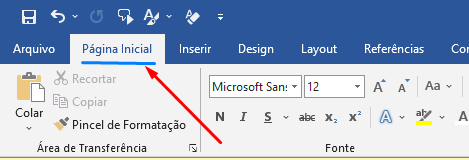 Arquivo Página Inicial Inserir Design Layout Referências
Recortar
Copiar
Colar Pincel de Formatação
Microsoft San 12 Aa
N I S abc x₂ x² A ab A
Área de Transferência Fonte